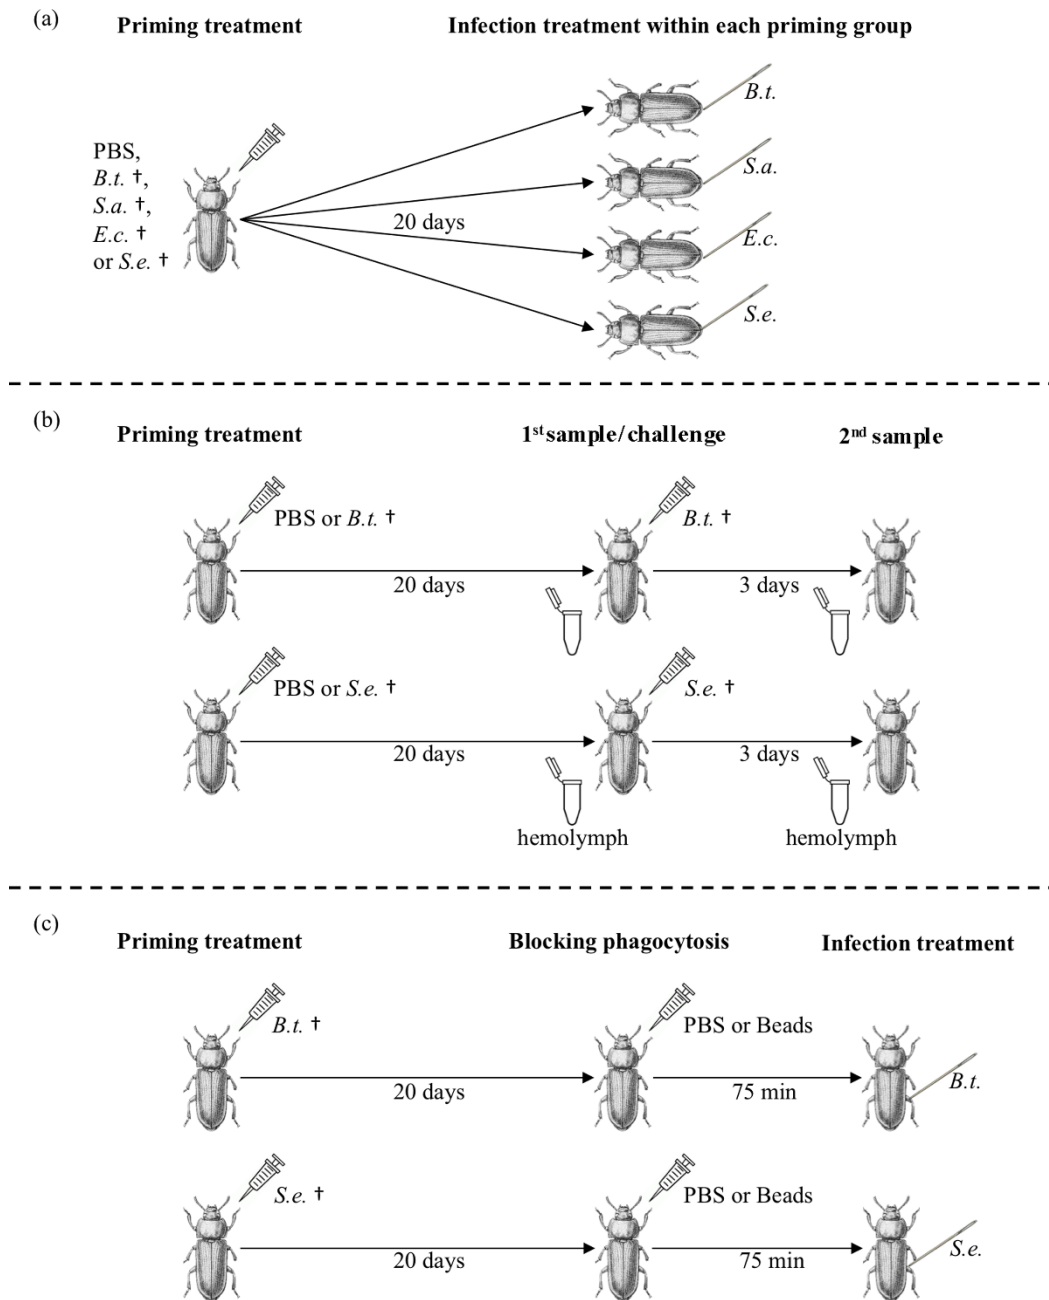 (a)
Priming treatment
Infection treatment within each priming group
PBS,
B.t. †,
S.a. †,
E.c. †
or S.e. †
20 days
B.t.
S.a.
E.c.
S.e.
(b)
Priming treatment
1st sample/challenge
2nd sample
PBS or B.t. †
B.t. †
20 days
3 days
PBS or S.e. †
S.e. †
20 days
3 days
hemolymph
hemolymph
(c)
Priming treatment
Blocking phagocytosis
Infection treatment
B.t. †
PBS or Beads
20 days
75 min
B.t.
S.e. †
PBS or Beads
20 days
75 min
S.e.